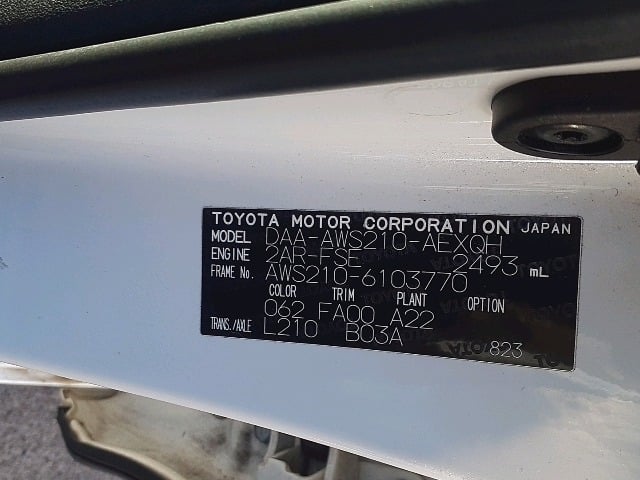 TOYOTA MOTOR CORPORATION JAPAN
MODEL DAA-AWS210-AEXQH
ENGINE 2AR-FSE 2493 mL
FRAME No. AWS210-6103770
COLOR TRIM PLANT OPTION
062 FA00 A22
TRANS./AXLE L210 B03A
823